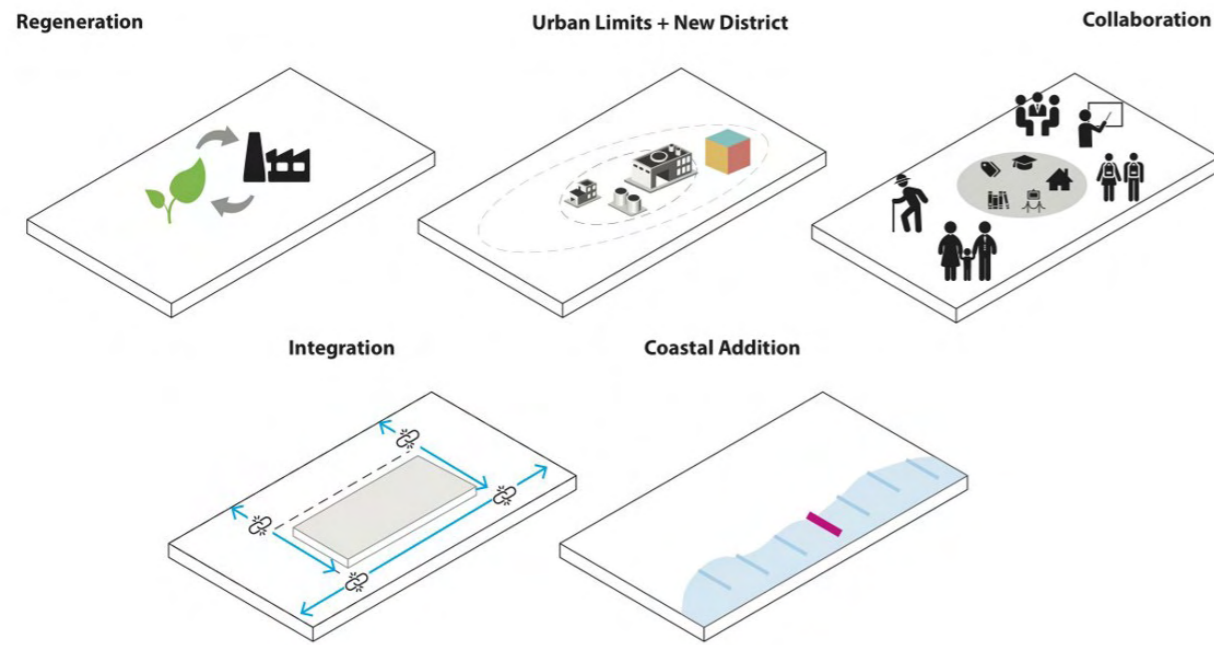 Regeneration
Urban Limits + New District
Collaboration
Integration
Coastal Addition